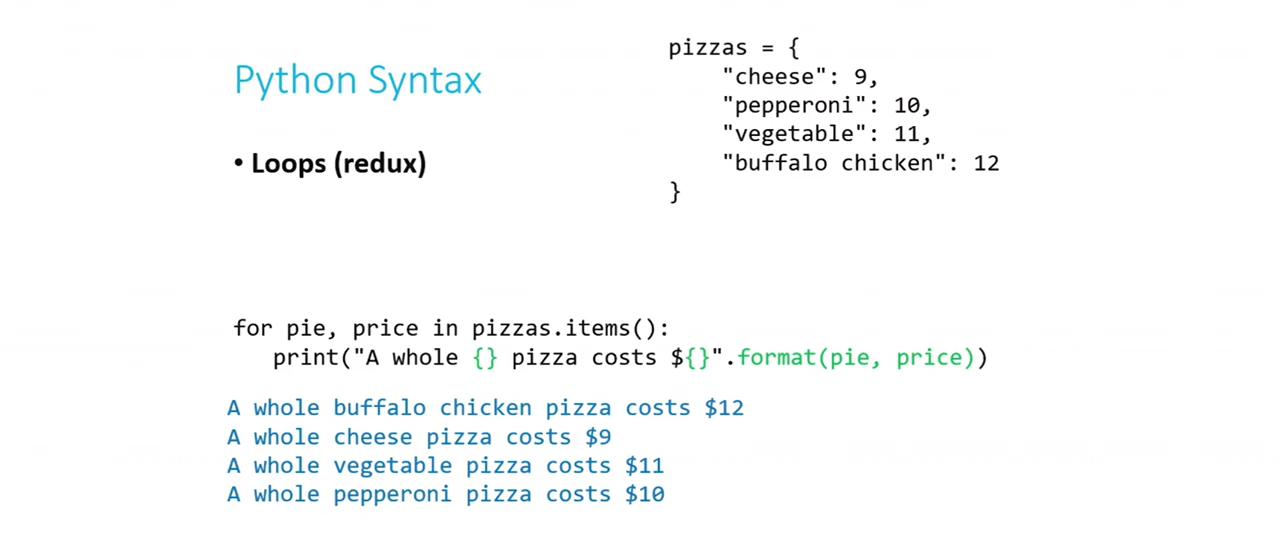 Python Syntax
• Loops (redux)
pizzas = {
    "cheese": 9,
    "pepperoni": 10,
    "vegetable": 11,
    "buffalo chicken": 12
}
for pie, price in pizzas.items():
   print("A whole {} pizza costs ${}".format(pie, price))
A whole buffalo chicken pizza costs $12
A whole cheese pizza costs $9
A whole vegetable pizza costs $11
A whole pepperoni pizza costs $10